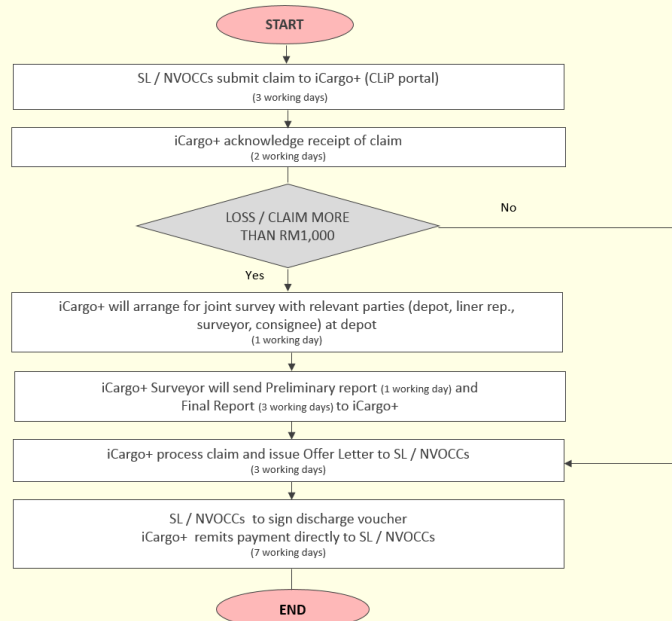 START
SL / NVOCCs submit claim to iCargo+ (CLiP portal)
(3 working days)
iCargo+ acknowledge receipt of claim
(2 working days)
LOSS / CLAIM MORE
THAN RM1,000
No
Yes
iCargo+ will arrange for joint survey with relevant parties (depot, liner rep.,
surveyor, consignee) at depot
(1 working day)
iCargo+ Surveyor will send Preliminary report (1 working day) and
Final Report (3 working days) to iCargo+
iCargo+ process claim and issue Offer Letter to SL / NVOCCs
(3 working days)
SL / NVOCCs to sign discharge voucher
iCargo+ remits payment directly to SL / NVOCCs
(7 working days)
END